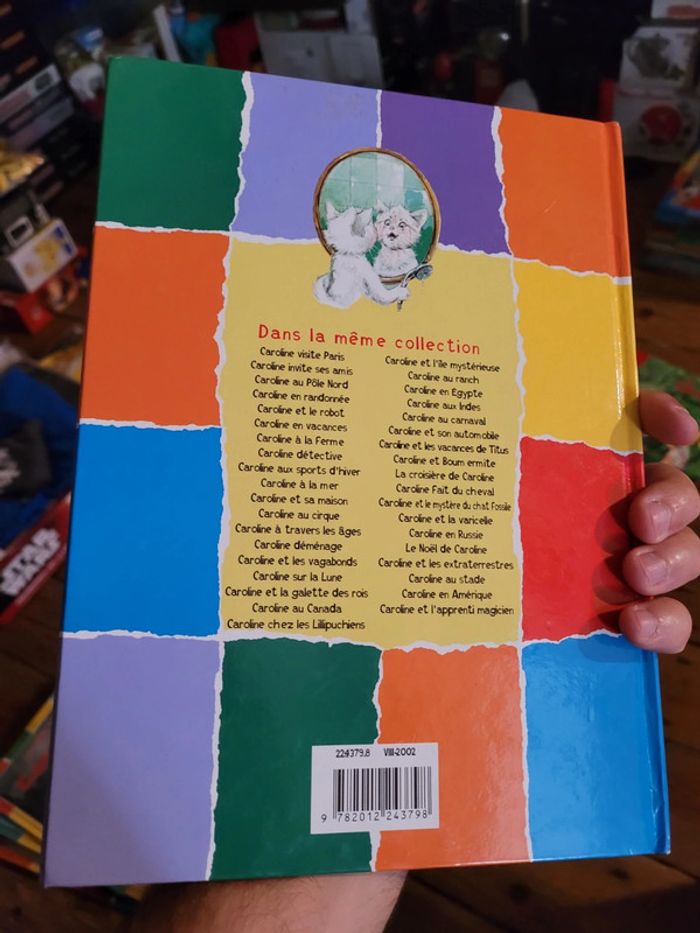 Dans la même collection
Caroline visite Paris
Caroline invite ses amis
Caroline au Pôle Nord
Caroline en randonnée
Caroline et le robot
Caroline en vacances
Caroline à la Ferme
Caroline détective
Caroline aux sports d'hiver
Caroline à la mer
Caroline et sa maison
Caroline au cirque
Caroline à travers les âges
Caroline déménage
Caroline et les vagabonds
Caroline sur la Lune
Caroline et la galette des rois
Caroline au Canada
Caroline chez les Lillipuchiens
Caroline et l'île mystérieuse
Caroline au ranch
Caroline en Égypte
Caroline aux Indes
Caroline au carnaval
Caroline et son automobile
Caroline et les vacances de Titus
Caroline et Boum ermite
La croisière de Caroline
Caroline Fait du cheval
Caroline et le mystère du chat Fossile
Caroline et la varicelle
Caroline en Russie
Le Noël de Caroline
Caroline et les extraterrestres
Caroline au stade
Caroline en Amérique
Caroline et l'apprenti magicien
224379.8 VIII-2002
9 782012 243798
STAR
WARS